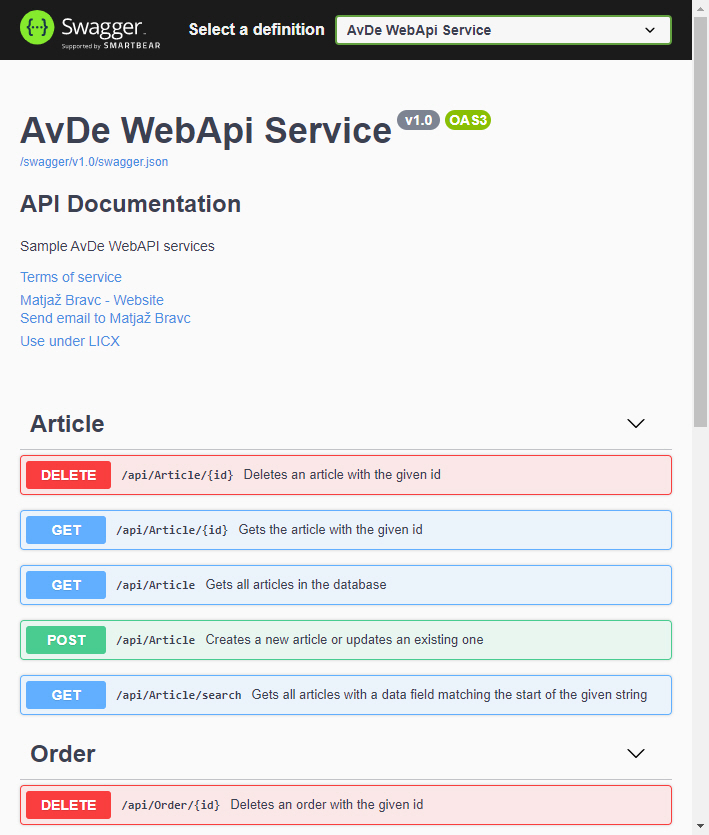 Swagger.
Supported by SMARTBEAR
Select a definition
AvDe WebApi Service
AvDe WebApi Service v1.0 OAS3
/swagger/v1.0/swagger.json
API Documentation
Sample AvDe WebAPI services
Terms of service
Matjaž Bravc - Website
Send email to Matjaž Bravc
Use under LICX
Article
DELETE /api/Article/{id} Deletes an article with the given id
GET /api/Article/{id} Gets the article with the given id
GET /api/Article Gets all articles in the database
POST /api/Article Creates a new article or updates an existing one
GET /api/Article/search Gets all articles with a data field matching the start of the given string
Order
DELETE /api/Order/{id} Deletes an order with the given id